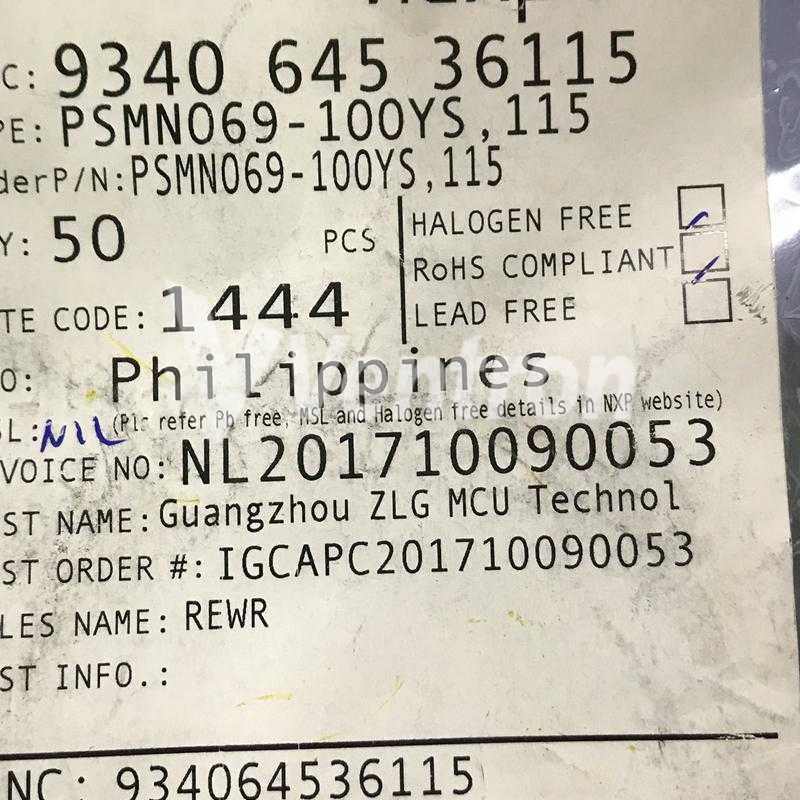 C: 9340 645 36115
PE: PSMN069-100YS,115
derP/N:PSMN069-100YS,115
Y: 50 PCS
HALOGEN FREE
RoHS COMPLIANT
LEAD FREE
TE CODE: 1444
O: Philippines
SL: NIL (Plc refer Pb free, MSL and Halogen free details in NXP website)
VOICE NO: NL201710090053
ST NAME: Guangzhou ZLG MCU Technol
ST ORDER #: IGCAPC201710090053
LES NAME: REWR
ST INFO.:
NC: 934064536115